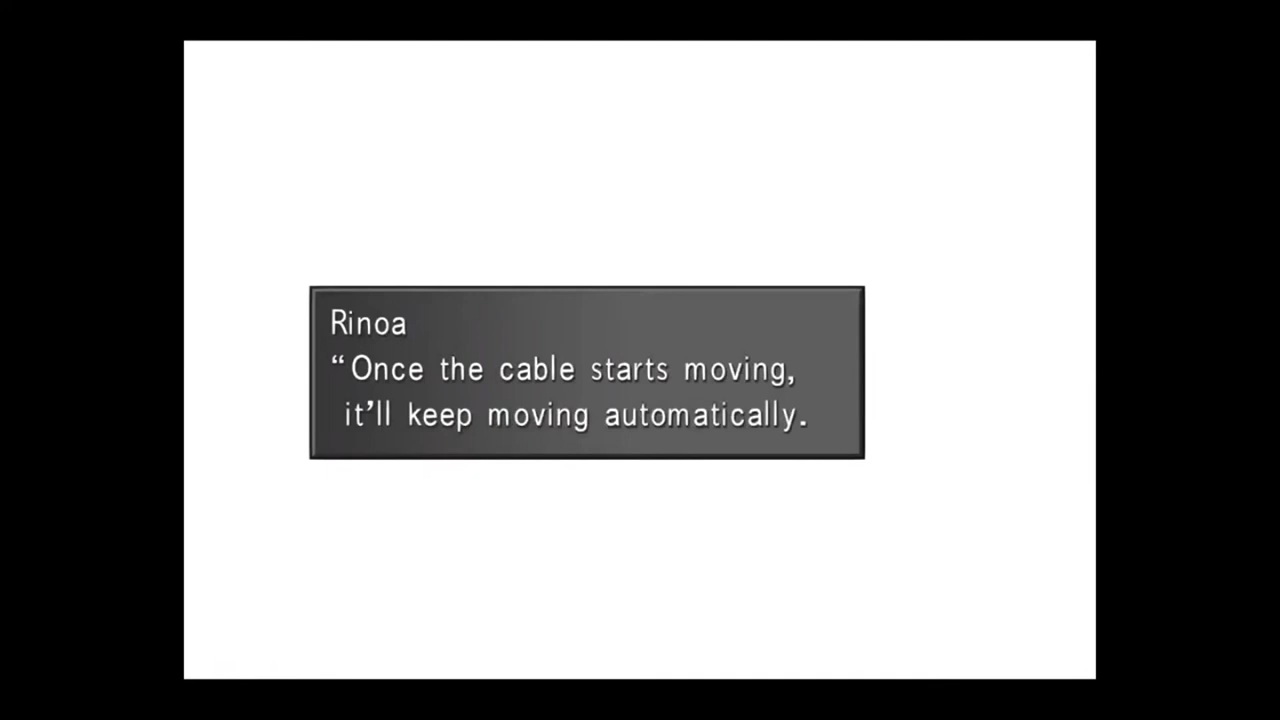 Rinoa
“Once the cable starts moving,
it’ll keep moving automatically.